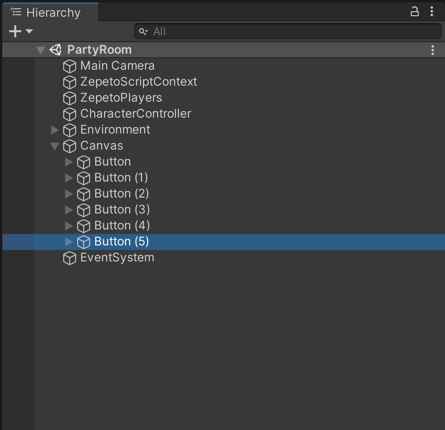 Hierarchy
All
PartyRoom
Main Camera
ZepetoScriptContext
ZepetoPlayers
CharacterController
Environment
Canvas
Button
Button (1)
Button (2)
Button (3)
Button (4)
Button (5)
EventSystem